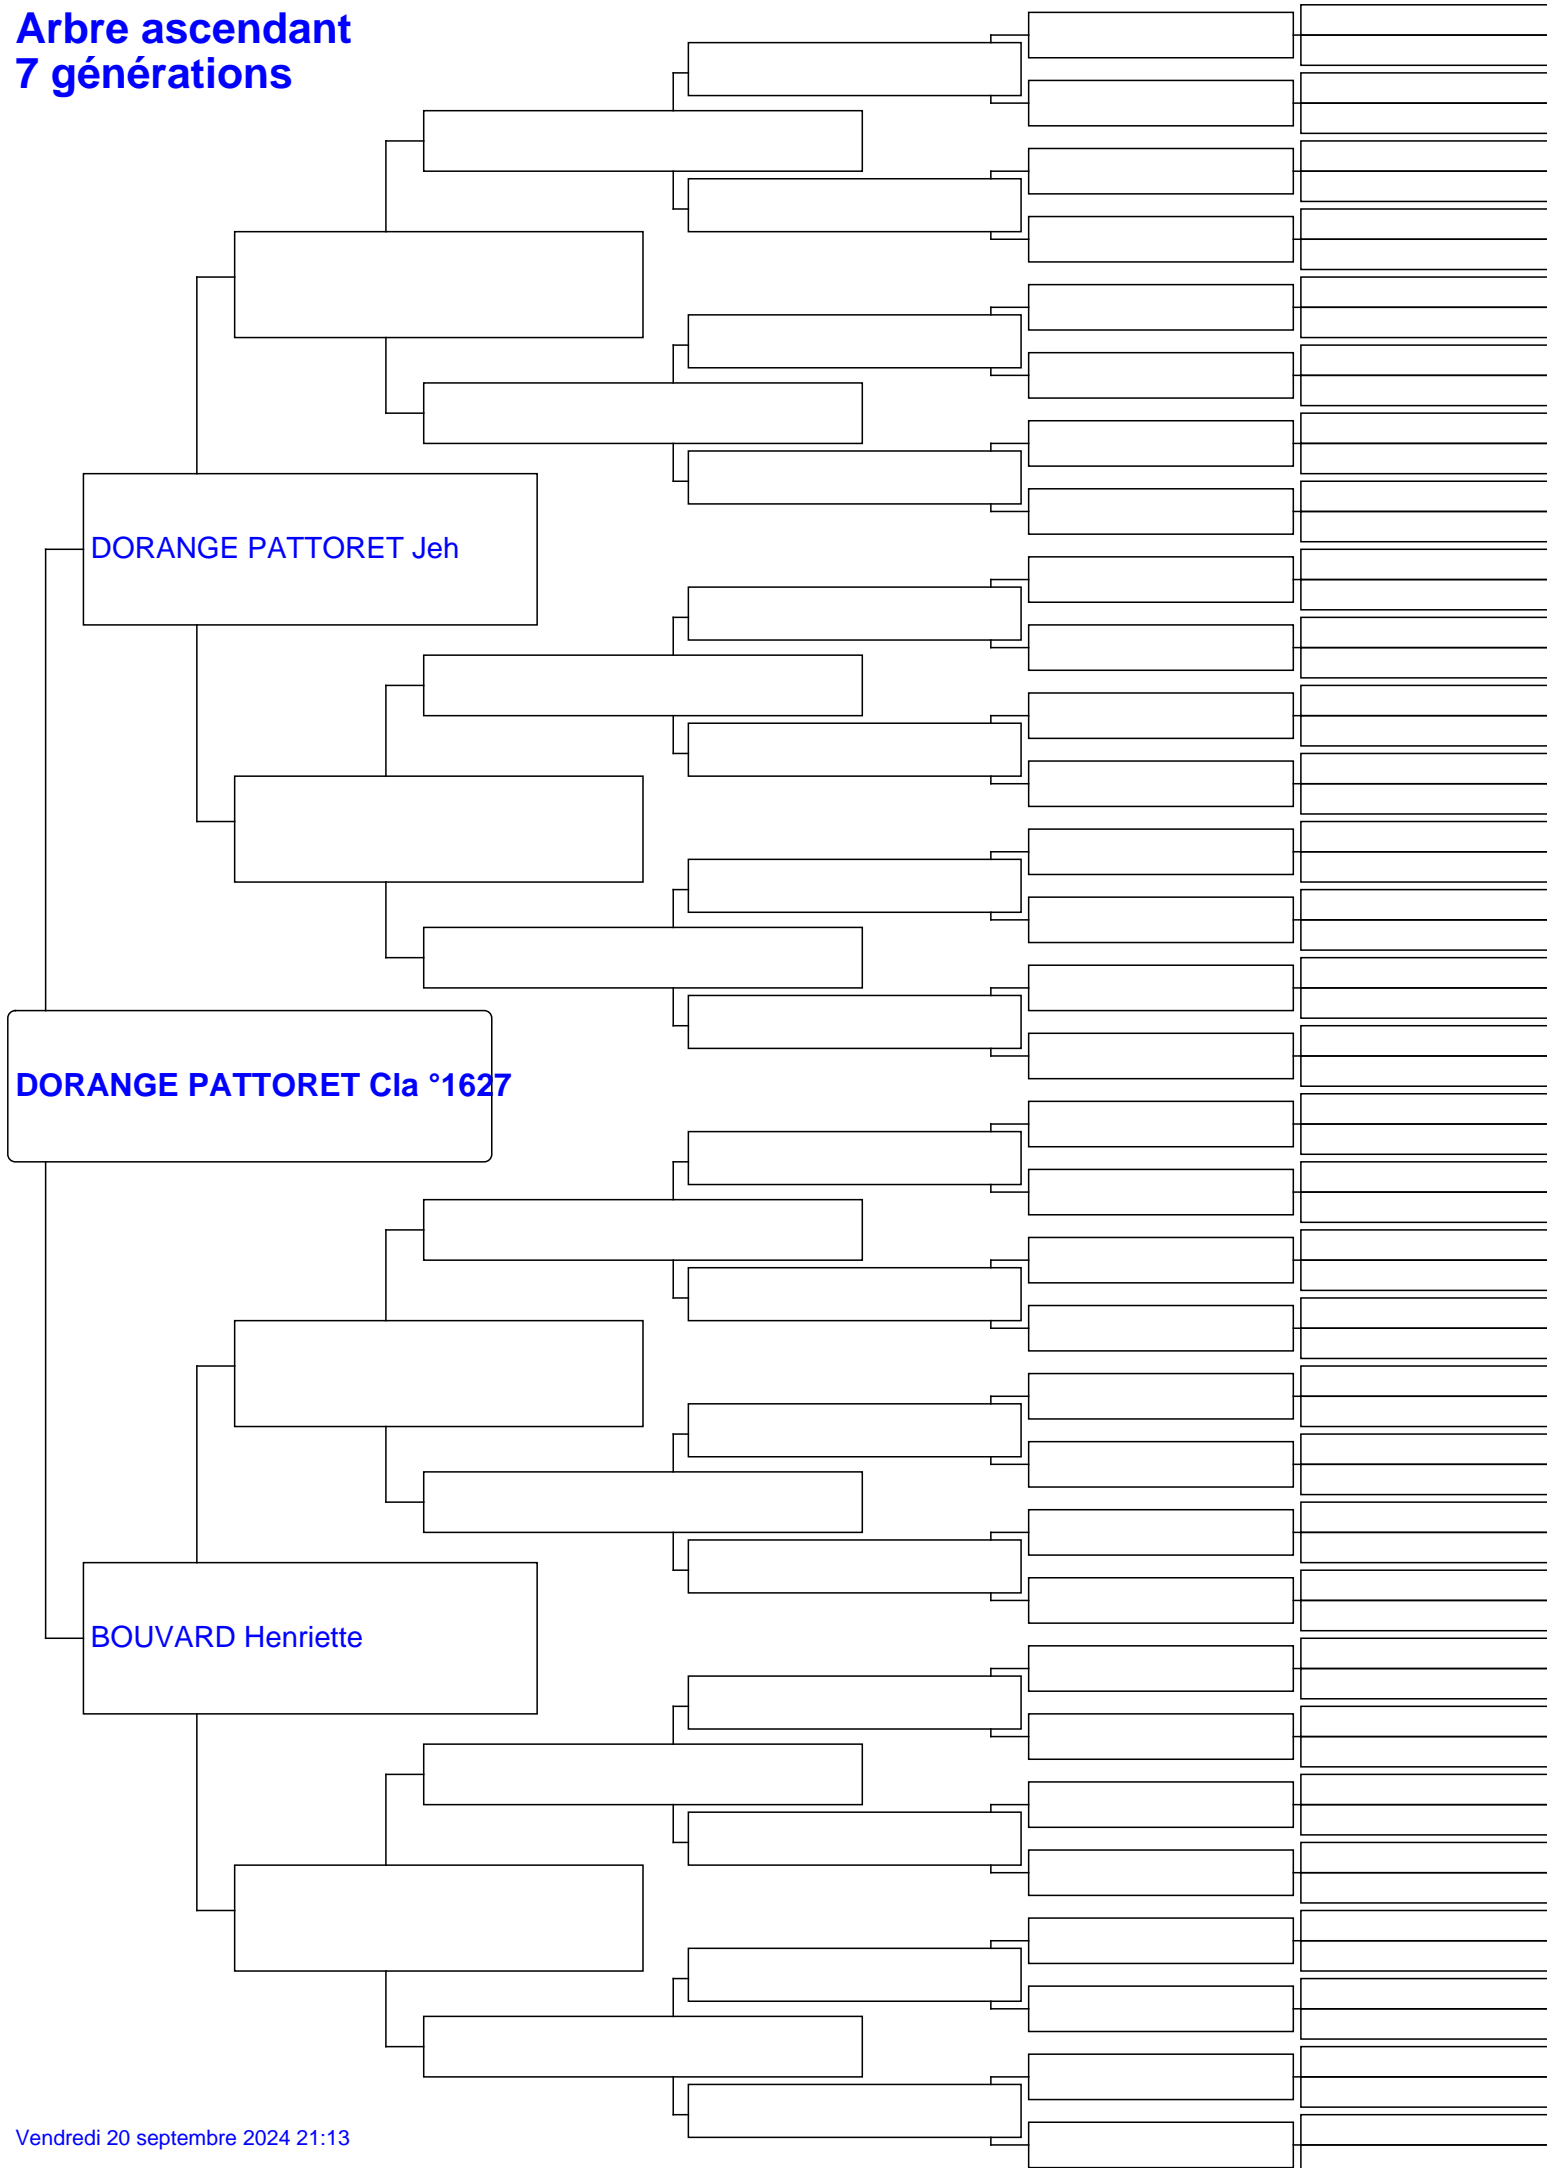 Arbre ascendant
7 générations
DORANGE PATTORET Jeh
DORANGE PATTORET Cla °1627
BOUVARD Henriette
Vendredi 20 septembre 2024 21:13